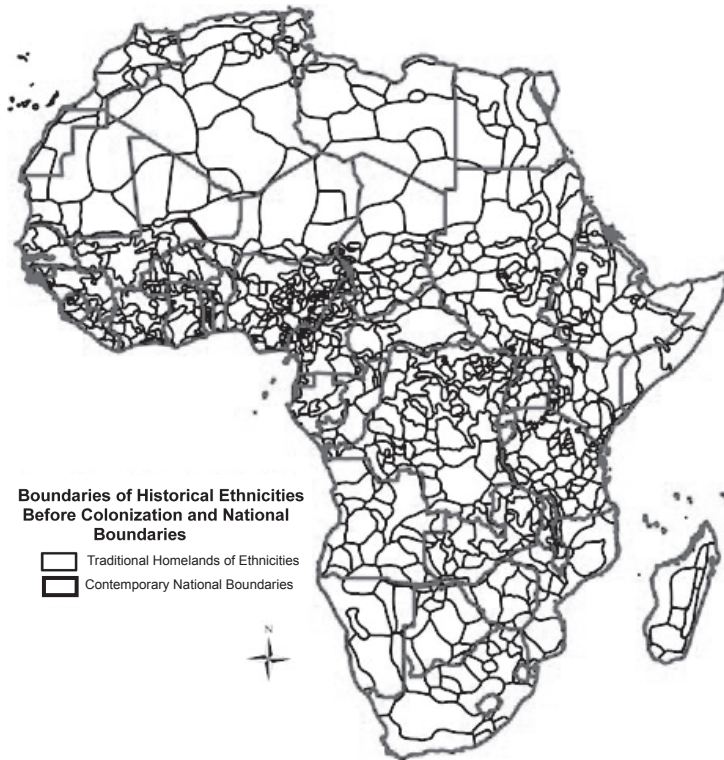 Boundaries of Historical Ethnicities
Before Colonization and National
Boundaries
Traditional Homelands of Ethnicities
Contemporary National Boundaries
N